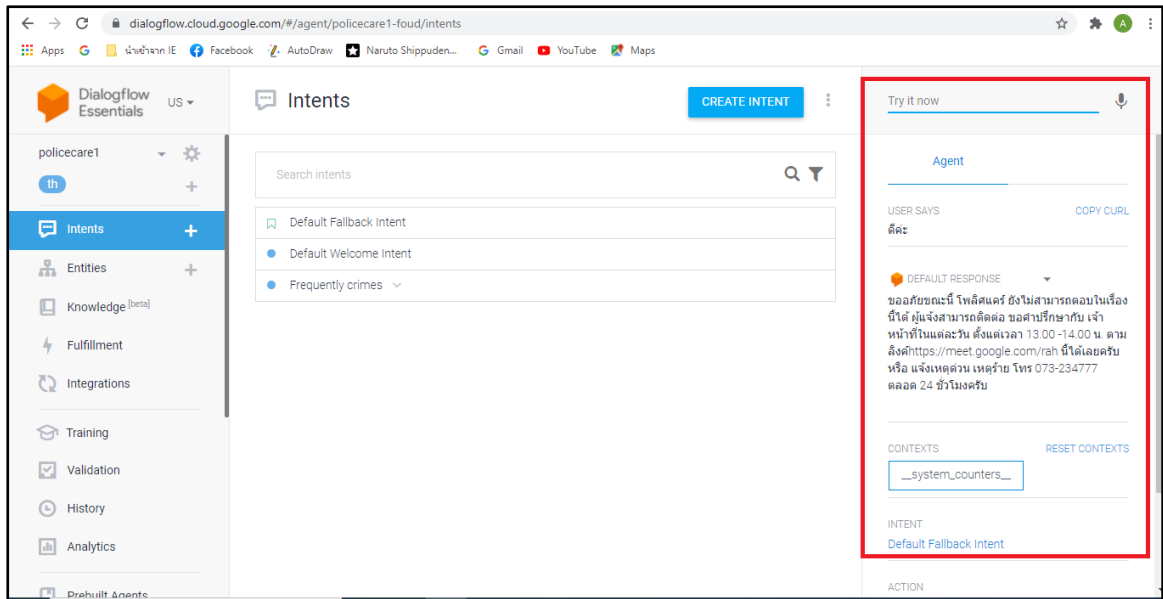 dialogflow.cloud.google.com/#/agent/policecare1-foud/intents
A
Apps
นำเข้าจาก IE
Facebook
AutoDraw
Naruto Shippuden...
Gmail
YouTube
Maps
Dialogflow
Essentials
US
Intents
CREATE INTENT
Try it now
policecare1
th
Intents
Entities
Knowledge [beta]
Fulfillment
Integrations
Training
Validation
History
Analytics
Prebuilt Agents
Search intents
Default Fallback Intent
Default Welcome Intent
Frequently crimes
Agent
USER SAYS
COPY CURL
ดีค่ะ
DEFAULT RESPONSE
ขออภัยขณะนี้ โพลิศแคร์ ยังไม่สามารถตอบในเรื่อง
นี้ได้ ผู้แจ้งสามารถติดต่อ ขอคำปรึกษากับ เจ้า
หน้าที่ในแต่ละวัน ตั้งแต่เวลา 13.00 -14.00 น. ตาม
ลิงค์https://meet.google.com/rah นี้ได้เลยครับ
หรือ แจ้งเหตุด่วน เหตุร้าย โทร 073-234777
ตลอด 24 ชั่วโมงครับ
CONTEXTS
RESET CONTEXTS
__system_counters__
INTENT
Default Fallback Intent
ACTION